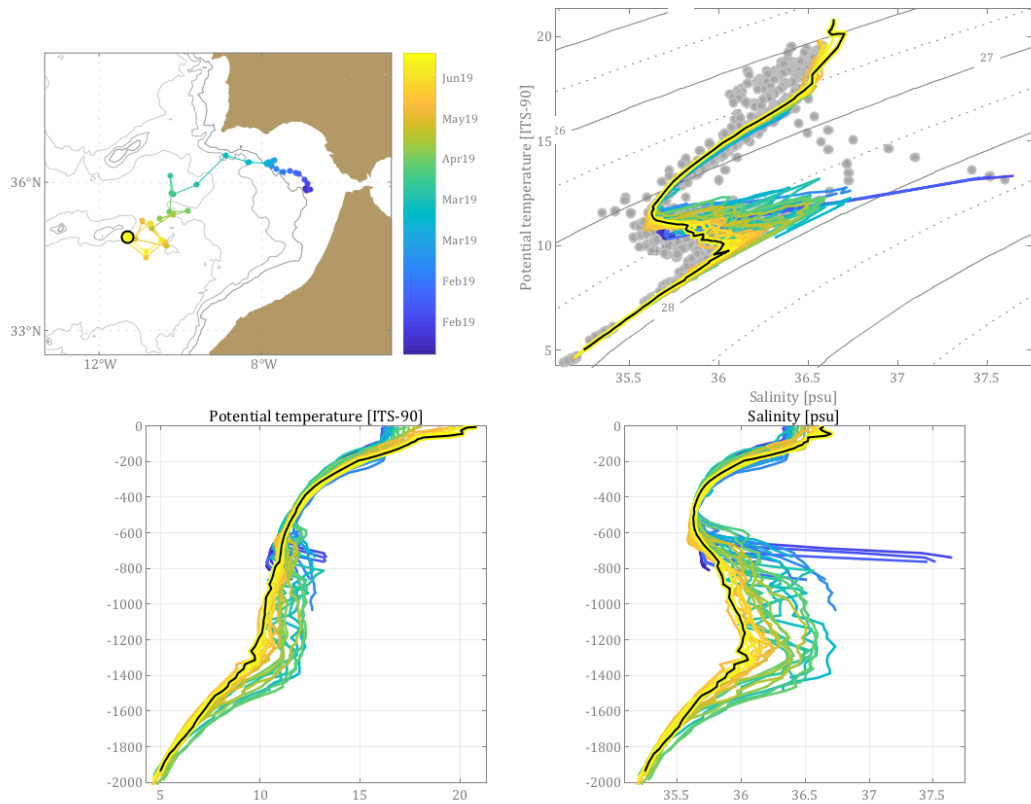 36°N
33°N
12°W
8°W
Jun19
May19
Apr19
Mar19
Mar19
Feb19
Feb19
Potential temperature [ITS-90]
20
15
10
5
26
27
28
35.5
36
36.5
37
37.5
Salinity [psu]
Potential temperature [ITS-90]
0
-200
-400
-600
-800
-1000
-1200
-1400
-1600
-1800
-2000
5
10
15
20
Salinity [psu]
0
-200
-400
-600
-800
-1000
-1200
-1400
-1600
-1800
-2000
35.5
36
36.5
37
37.5